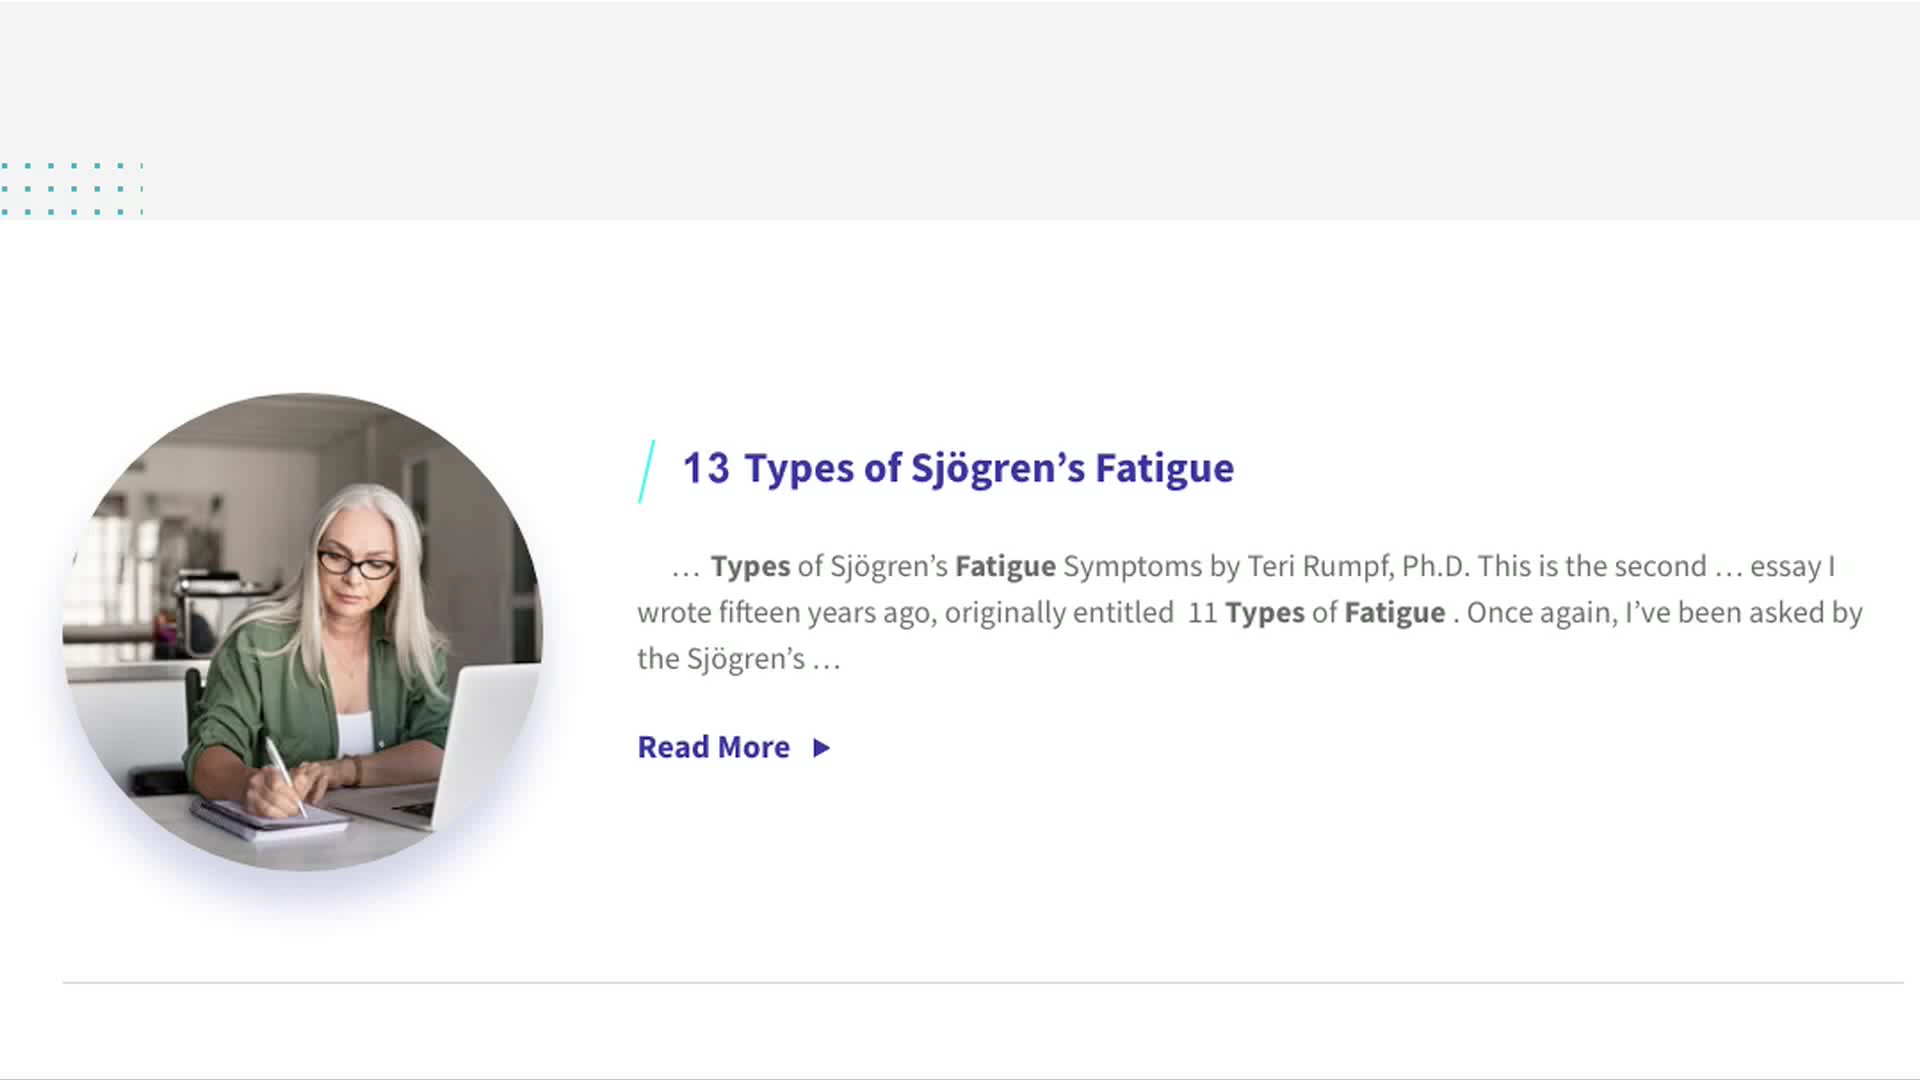 13 Types of Sjögren’s Fatigue
… Types of Sjögren’s Fatigue Symptoms by Teri Rumpf, Ph.D. This is the second … essay I
wrote fifteen years ago, originally entitled 11 Types of Fatigue . Once again, I’ve been asked by
the Sjögren’s …
Read More